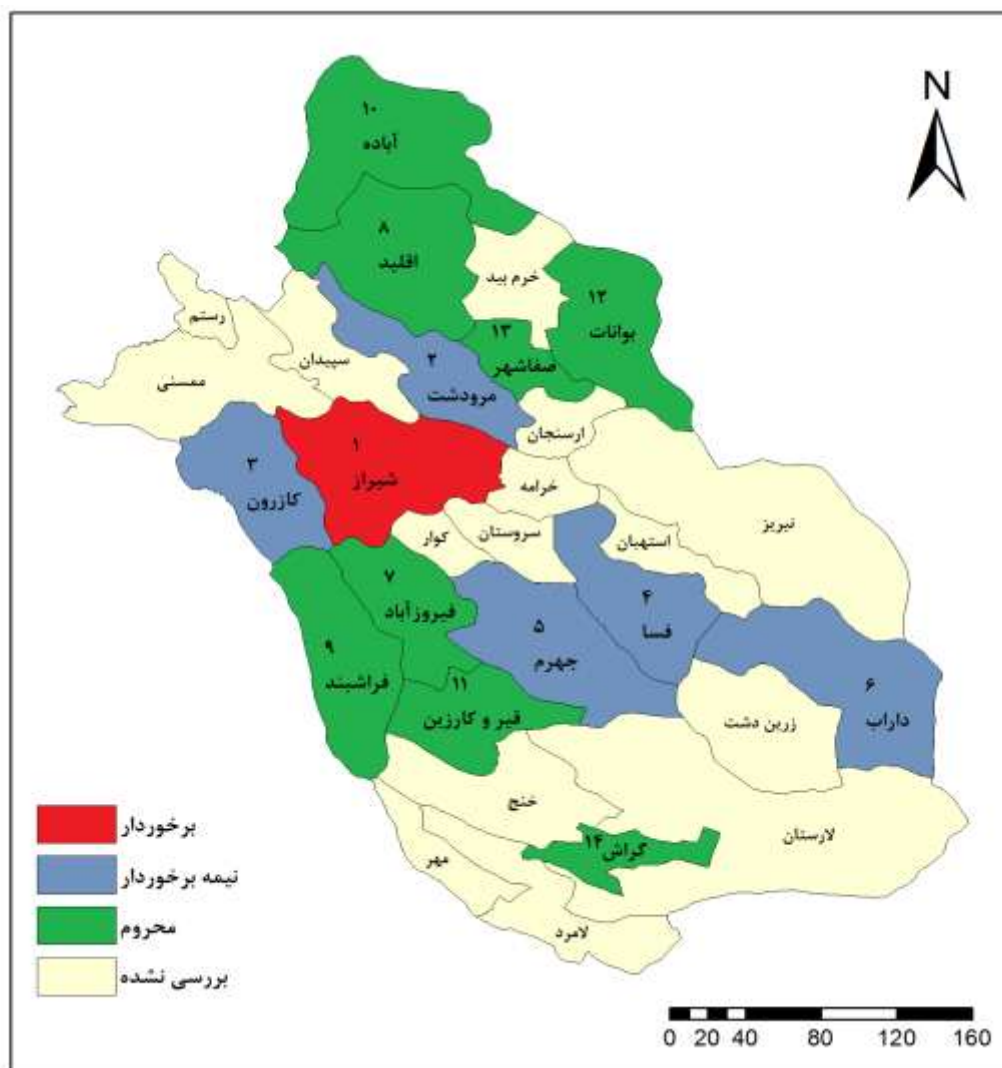 N
۱۰
آباده
۸
اقلید
خرم بید
۱۲
بوانات
رستم
۱۳
صفاشهر
سپیدان
۲
مرودشت
ممسنی
ارسنجان
۱
شیراز
۳
کازرون
خرامه
نیریز
کوار
سروستان
استهبان
۷
فیروزآباد
۴
فسا
۵
جهرم
۹
فراشبند
۶
داراب
۱۱
قیر و کارزین
زرین دشت
خنج
لارستان
۱۴
گراش
مهر
لامرد
برخوردار
نیمه برخوردار
محروم
بررسی نشده
0 20 40 80 120 160